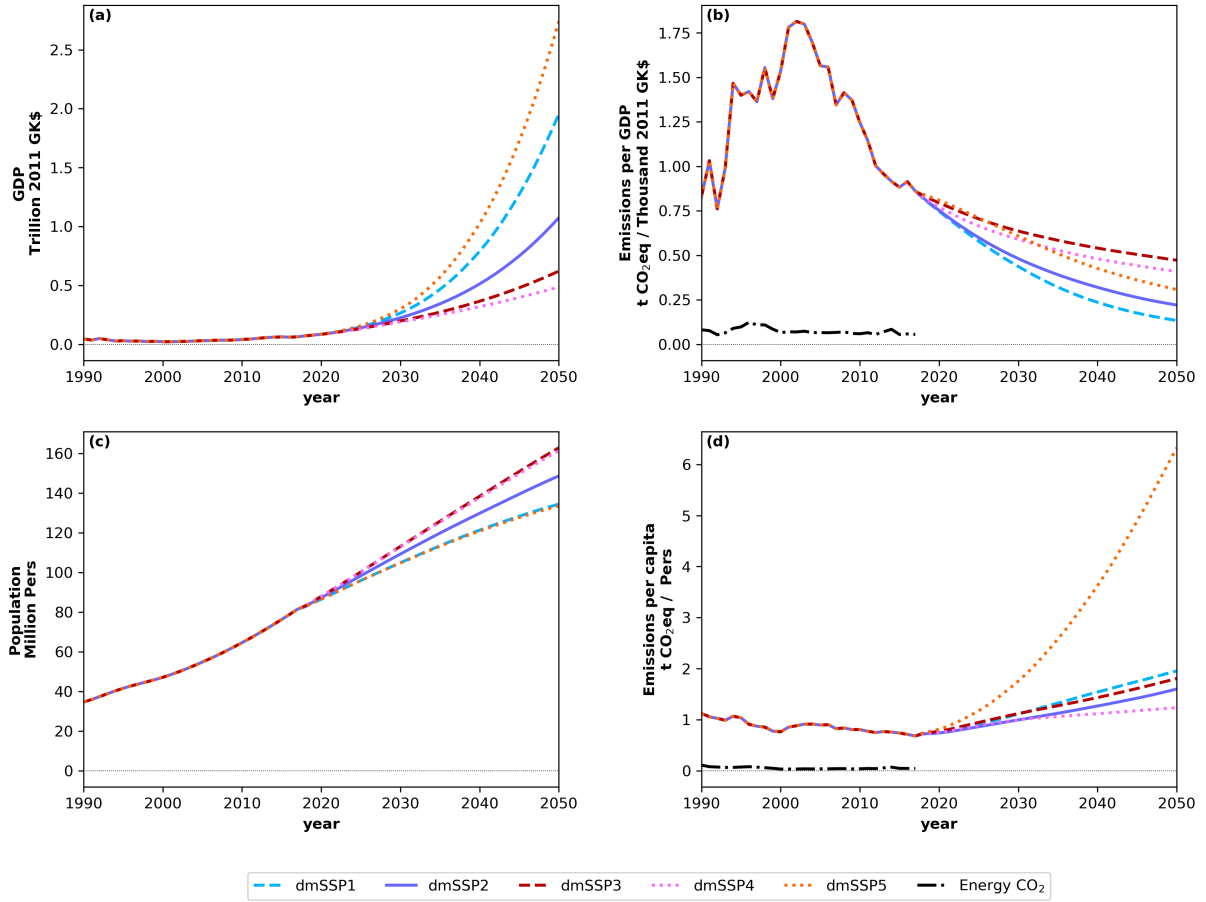 (a)
GDP
Trillion 2011 GK$
2.5
2.0
1.5
1.0
0.5
0.0
1990 2000 2010 2020 2030 2040 2050
year
(b)
Emissions per GDP
t CO₂eq / Thousand 2011 GK$
1.75
1.50
1.25
1.00
0.75
0.50
0.25
0.00
1990 2000 2010 2020 2030 2040 2050
year
(c)
Population
Million Pers
160
140
120
100
80
60
40
20
0
1990 2000 2010 2020 2030 2040 2050
year
(d)
Emissions per capita
t CO₂eq / Pers
6
5
4
3
2
1
0
1990 2000 2010 2020 2030 2040 2050
year
dmSSP1 dmSSP2 dmSSP3 dmSSP4 dmSSP5 Energy CO₂